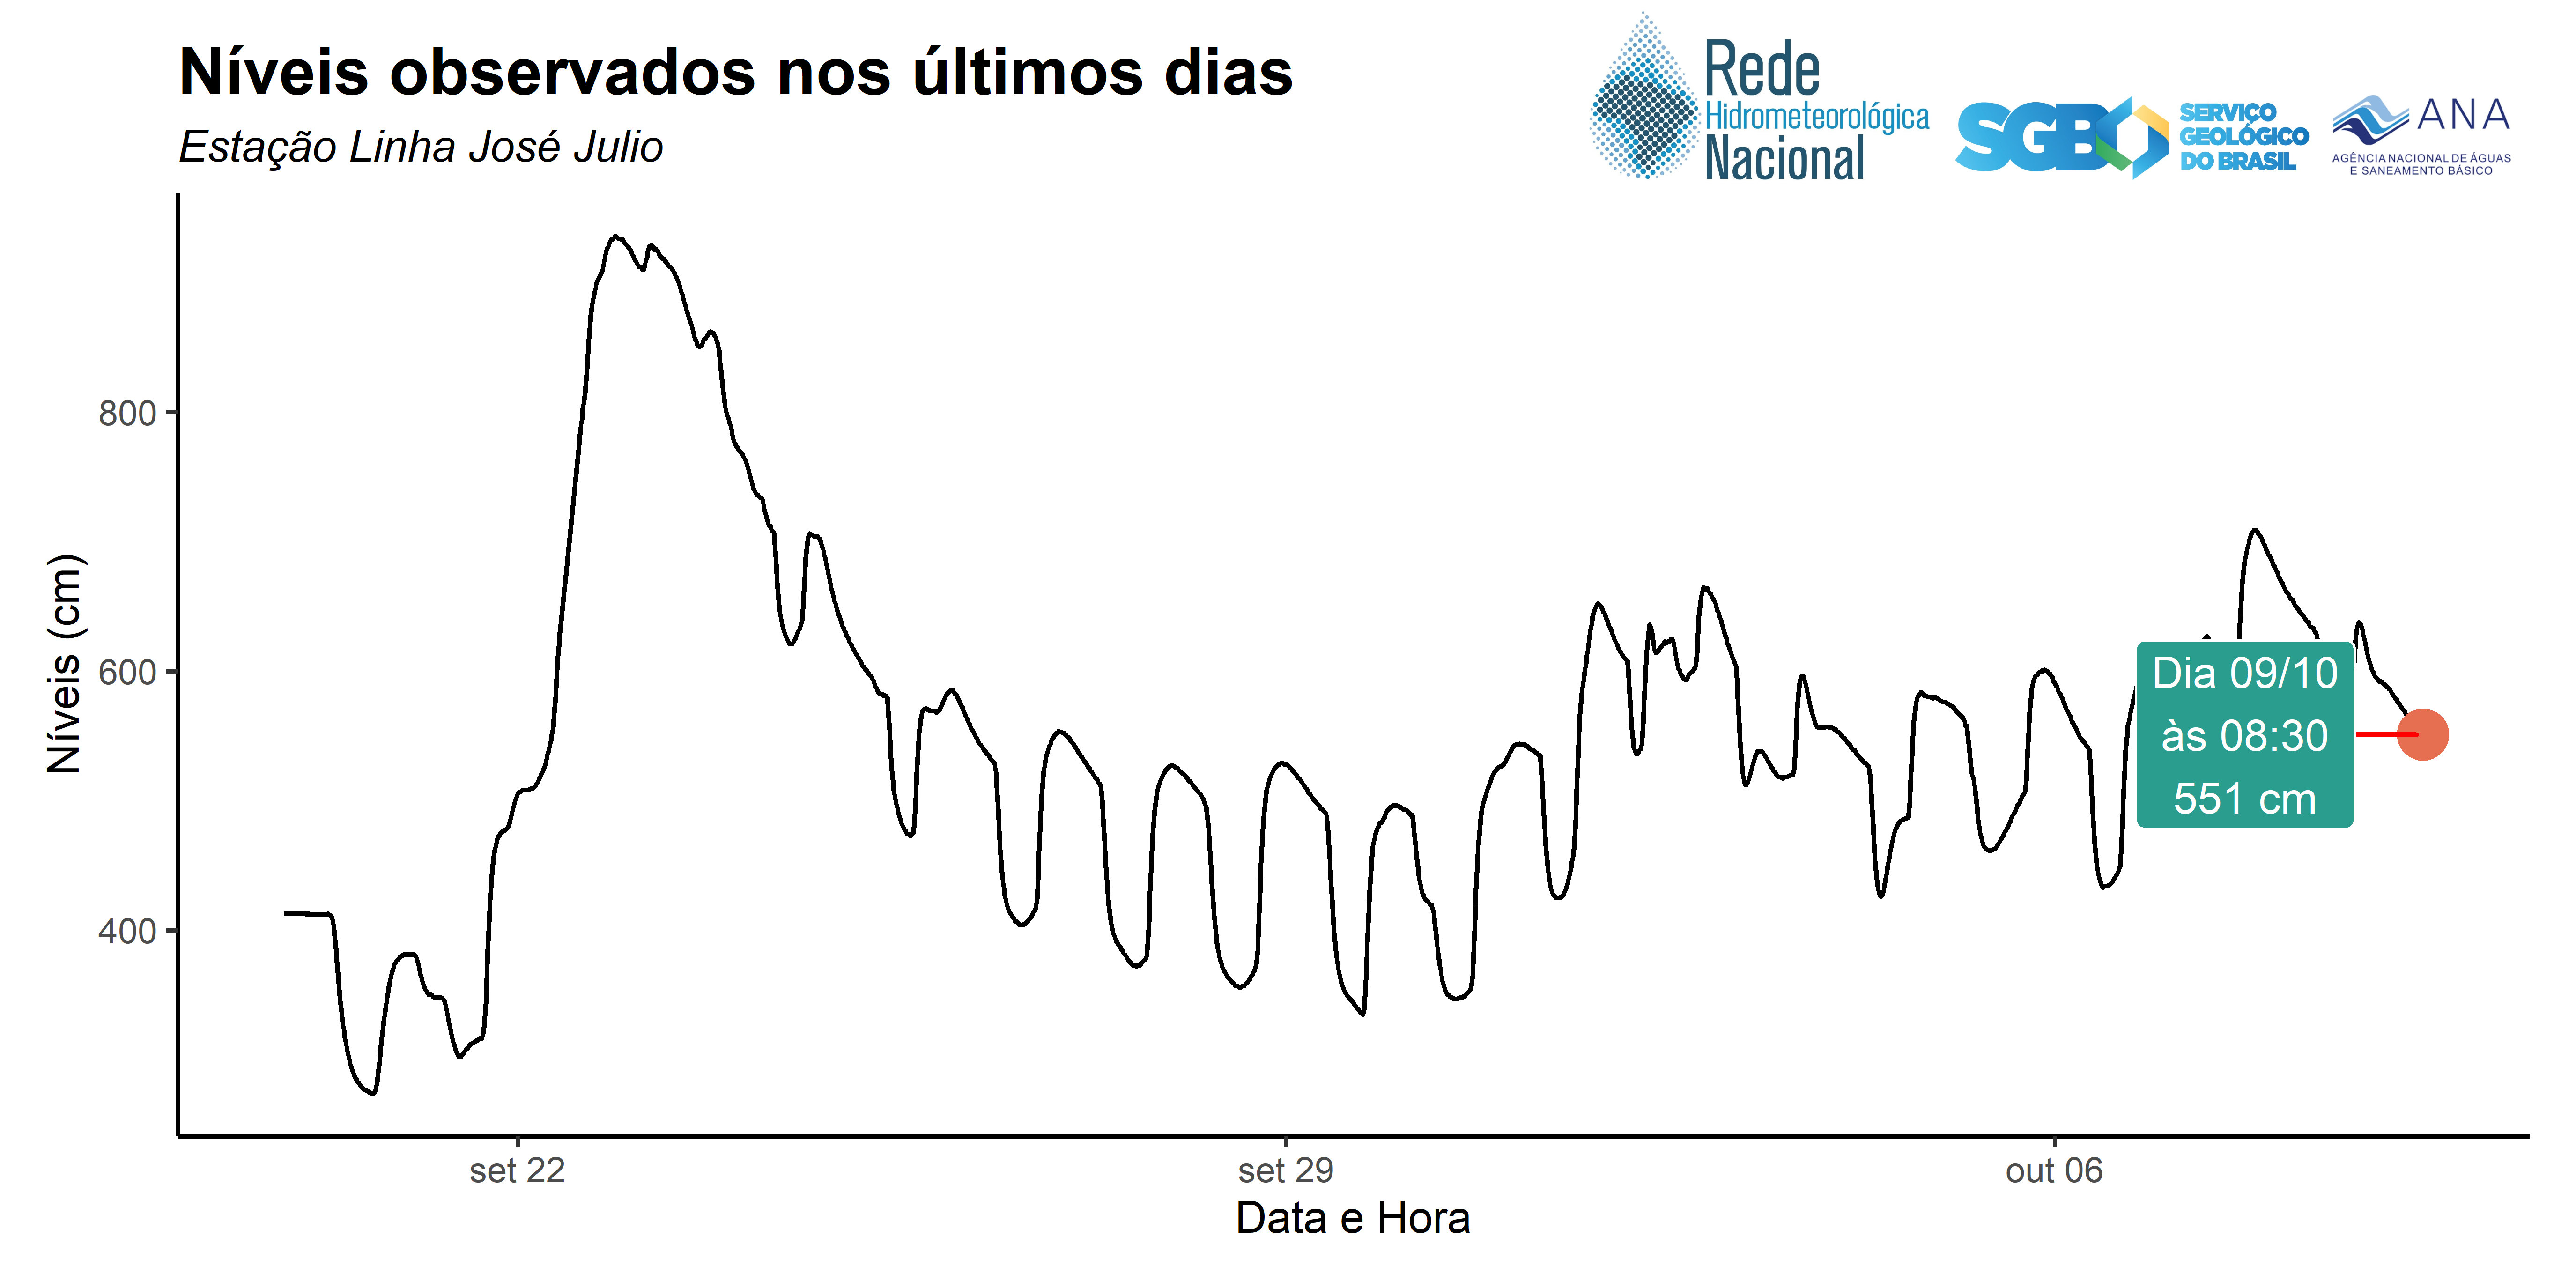 Níveis observados nos últimos dias
Estação Linha José Julio
Rede
Hidrometeorológica
Nacional
SGB
SERVIÇO
GEOLÓGICO
DO BRASIL
ANA
AGÊNCIA NACIONAL DE ÁGUAS
E SANEAMENTO BÁSICO
Níveis (cm)
800
600
400
Dia 09/10
às 08:30
551 cm
set 22
set 29
out 06
Data e Hora